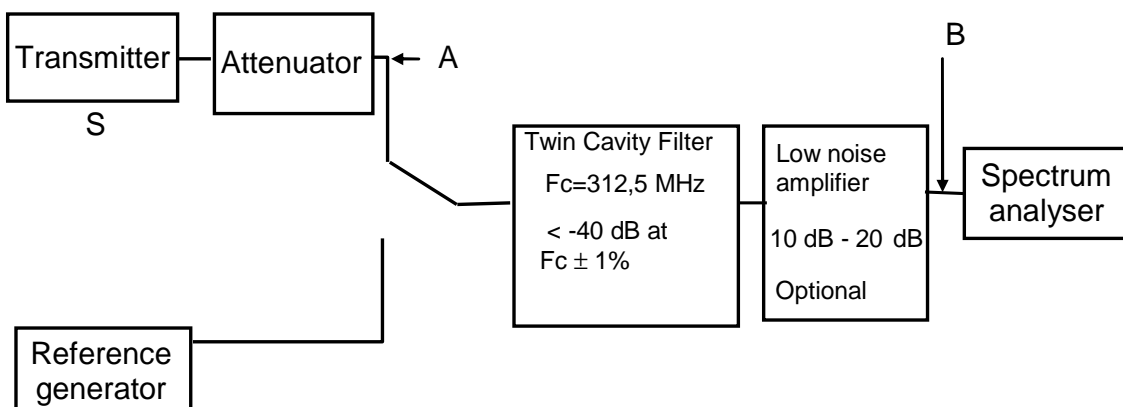 Transmitter
S
Attenuator
A
Twin Cavity Filter
Fc=312,5 MHz
< -40 dB at
Fc ± 1%
Low noise
amplifier
10 dB - 20 dB
Optional
B
Spectrum
analyser
Reference
generator